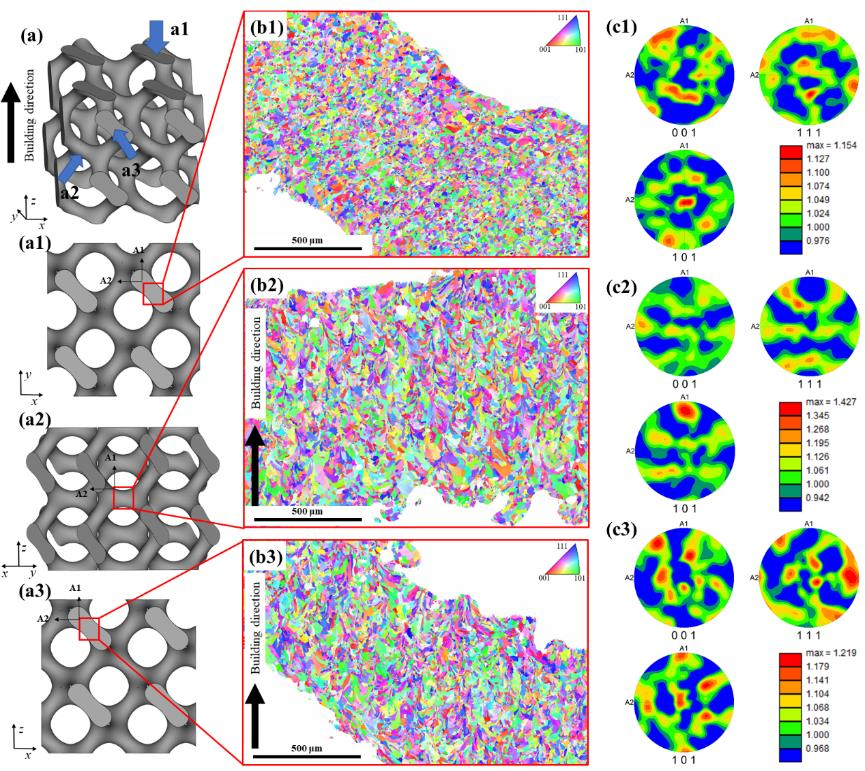 (a)
a1
Building direction
a2
a3
z
y
x
(a1)
A1
A2
y
x
(a2)
A1
A2
z
x
y
(a3)
A1
A2
z
x
(b1)
111
001
101
500 μm
(b2)
111
001
101
Building direction
500 μm
(b3)
111
001
101
Building direction
500 μm
(c1)
A1
A2
0 0 1
A1
A2
1 1 1
A1
1 0 1
max = 1.154
1.127
1.100
1.074
1.049
1.024
1.000
0.976
(c2)
A1
A2
0 0 1
A1
A2
1 1 1
A1
1 0 1
max = 1.427
1.345
1.268
1.195
1.126
1.061
1.000
0.942
(c3)
A1
A2
0 0 1
A1
A2
1 1 1
A1
1 0 1
max = 1.219
1.179
1.141
1.104
1.068
1.034
1.000
0.968